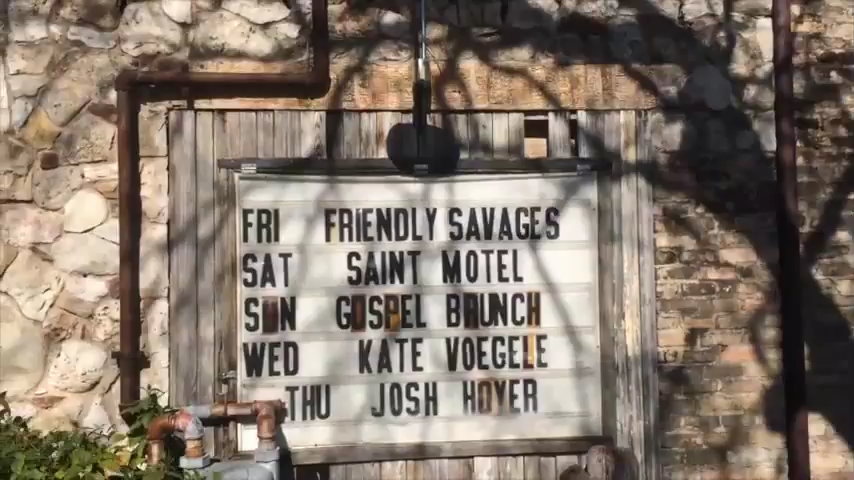 FRI FRIENDLY SAVAGES
SAT SAINT MOTEL
SUN GOSPEL BRUNCH
WED KATE VOEGELE
THU JOSH HOYER